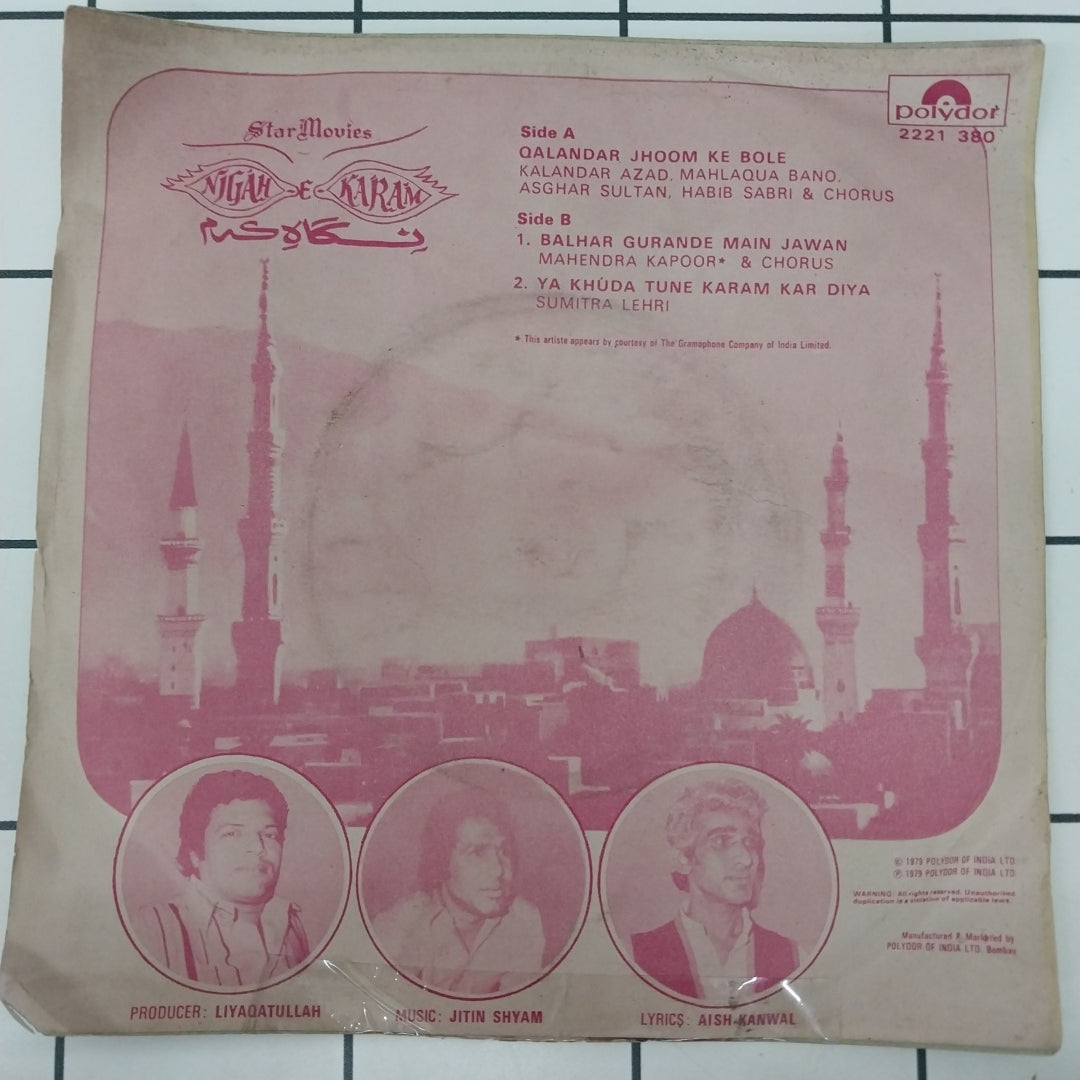 Star Movies
NIGAH-E-KARAM
نگاہ کرم
polydor
2221 380
Side A
QALANDAR JHOOM KE BOLE
KALANDAR AZAD, MAHLAQUA BANO,
ASGHAR SULTAN, HABIB SABRI & CHORUS
Side B
1. BALHAR GURANDE MAIN JAWAN
MAHENDRA KAPOOR* & CHORUS
2. YA KHUDA TUNE KARAM KAR DIYA
SUMITRA LEHRI
* This artiste appears by courtesy of The Gramophone Company of India Limited.
© 1979 POLYDOR OF INDIA LTD.
℗ 1979 POLYDOR OF INDIA LTD.
WARNING: All rights reserved. Unauthorised
duplication is a violation of applicable laws.
Manufactured & Marketed by
POLYDOR OF INDIA LTD. Bombay
PRODUCER: LIYAQATULLAH
MUSIC: JITIN SHYAM
LYRICS: AISH KANWAL